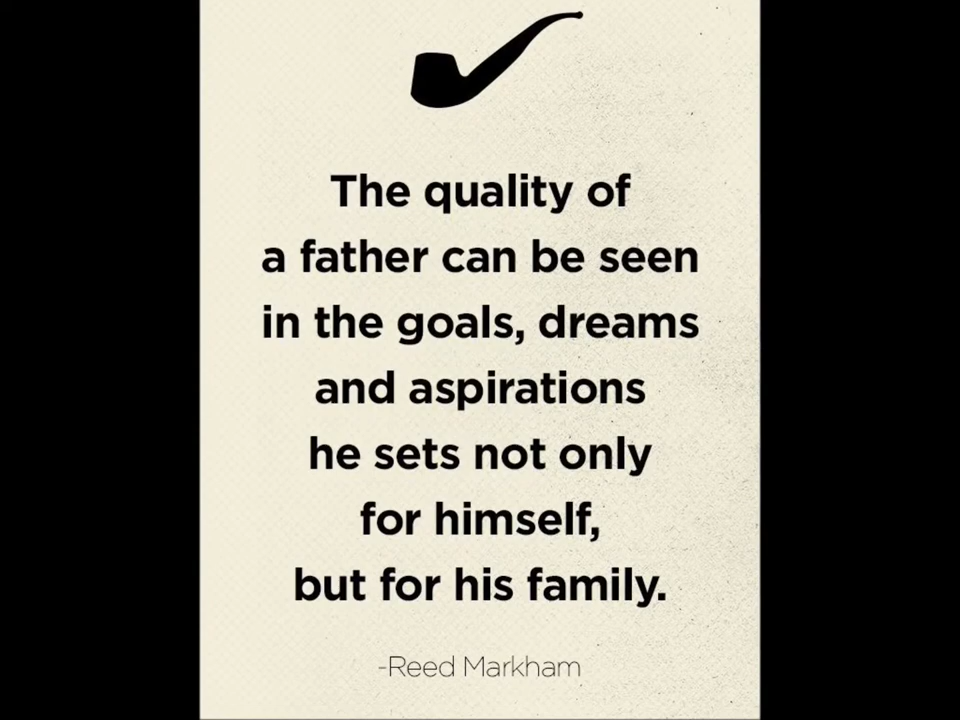 The quality of
a father can be seen
in the goals, dreams
and aspirations
he sets not only
for himself,
but for his family.
-Reed Markham